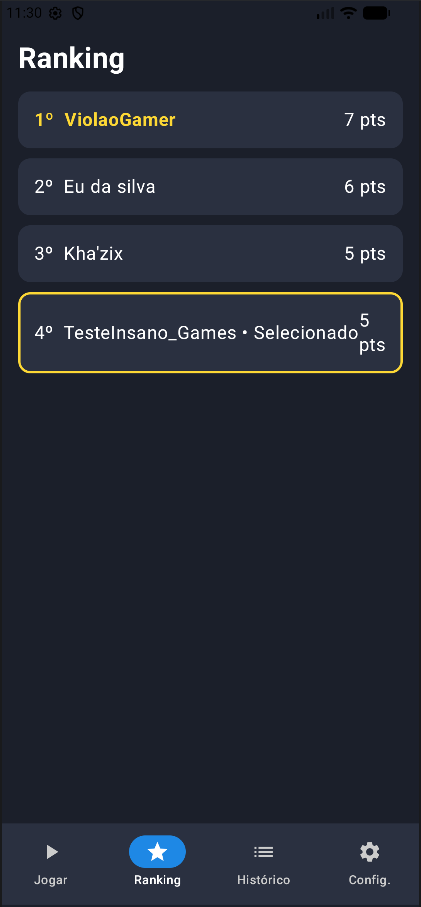 11:30
Ranking
1º ViolaoGamer 7 pts
2º Eu da silva 6 pts
3º Kha'zix 5 pts
4º TesteInsano_Games • Selecionado 5 pts
Jogar Ranking Histórico Config.